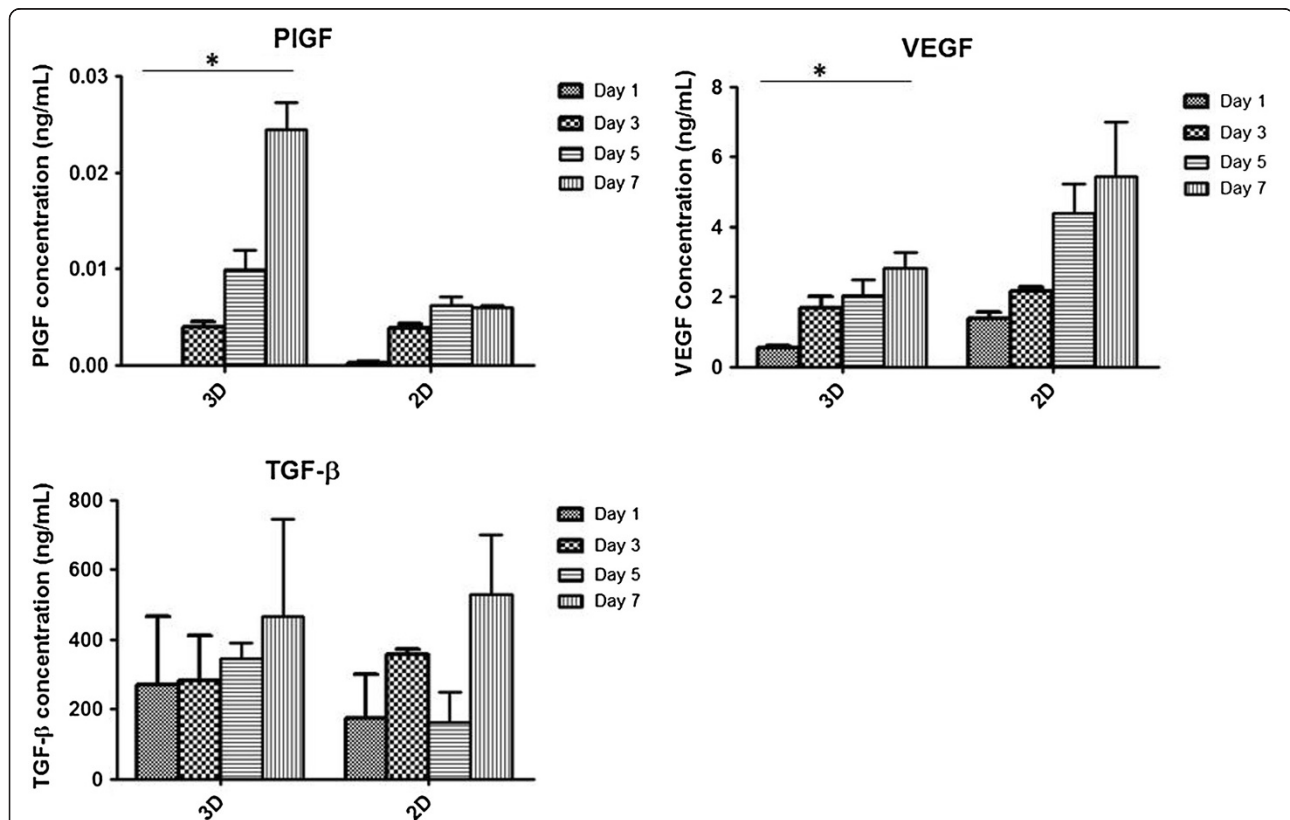 PIGF
*
PIGF concentration (ng/mL)
0.03
0.02
0.01
0.00
3D
2D
Day 1
Day 3
Day 5
Day 7
VEGF
*
VEGF Concentration (ng/mL)
8
6
4
2
0
3D
2D
Day 1
Day 3
Day 5
Day 7
TGF-β
TGF-β concentration (ng/mL)
800
600
400
200
0
3D
2D
Day 1
Day 3
Day 5
Day 7